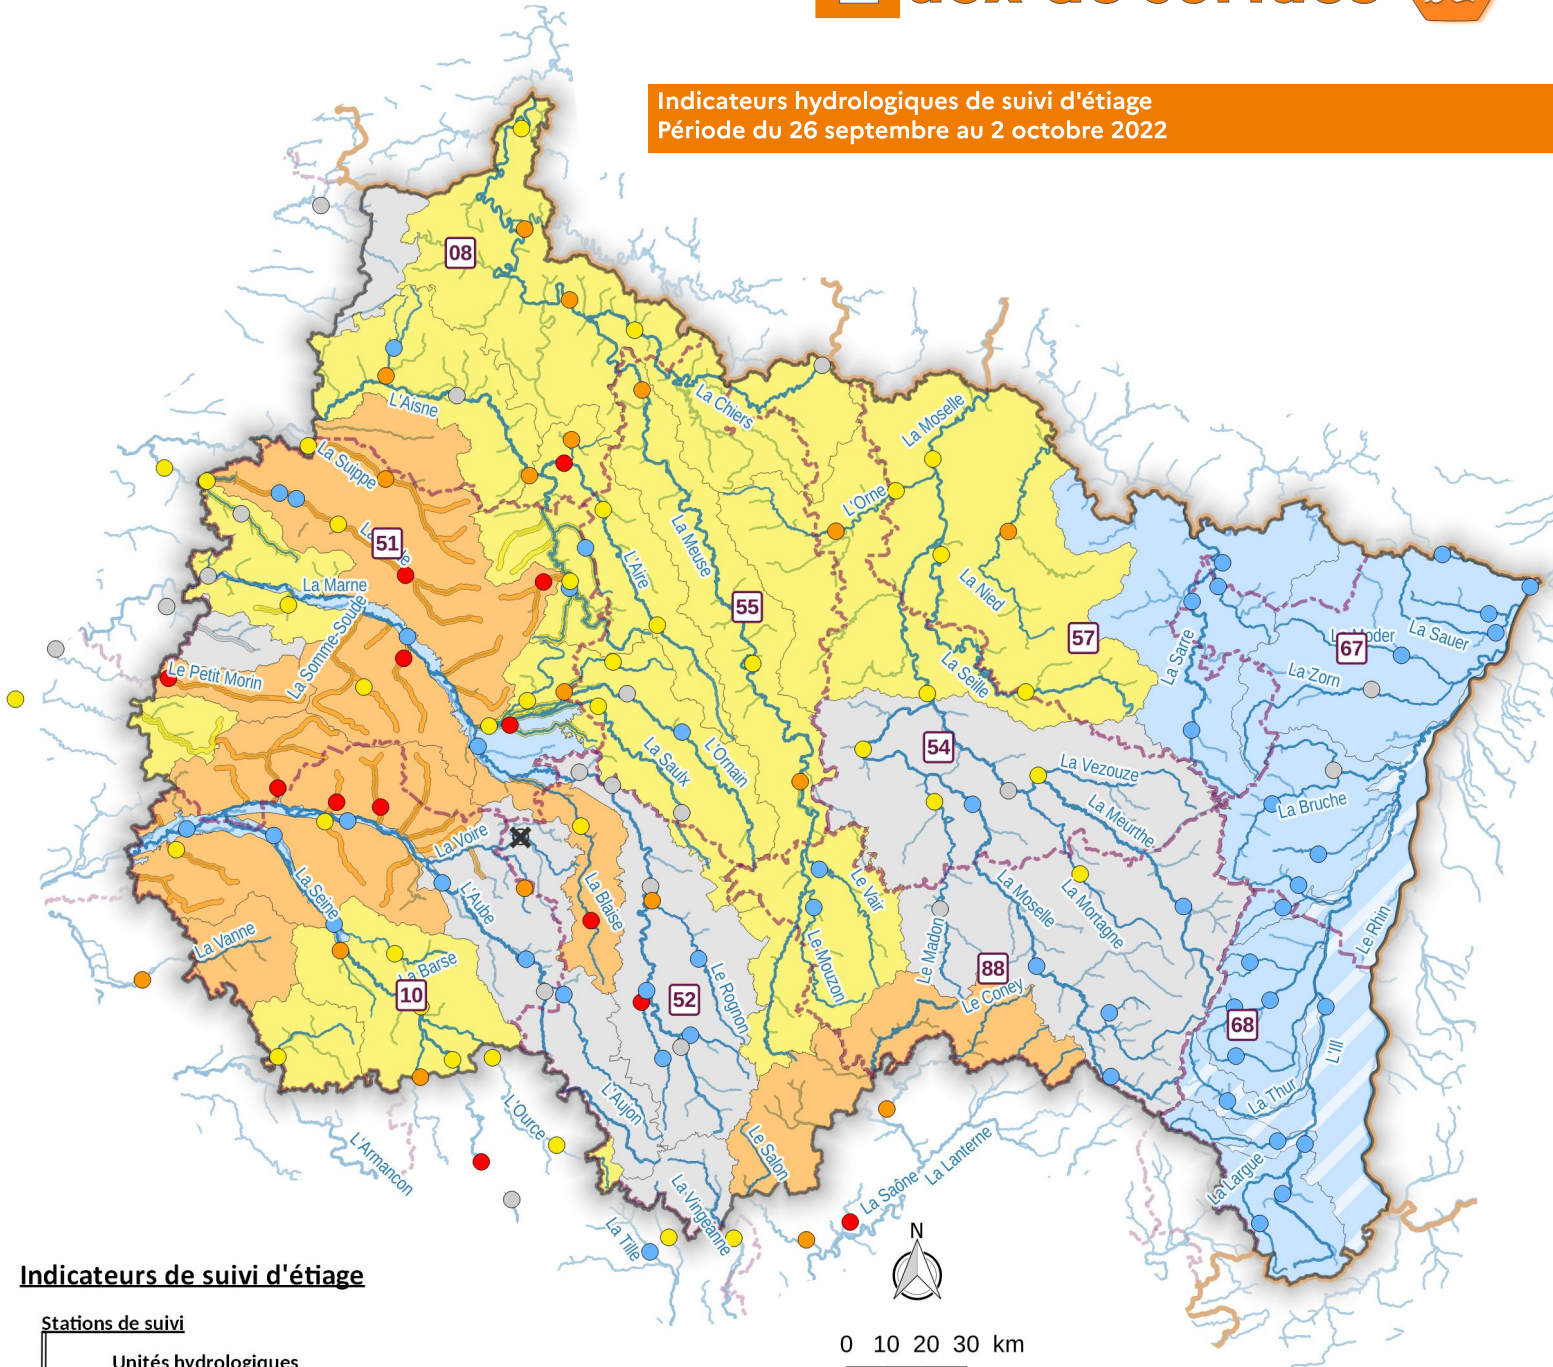 Indicateurs hydrologiques de suivi d'étiage
Période du 26 septembre au 2 octobre 2022
08
La Chiers
L'Aisne
La Moselle
La Suippe
L'Orne
51
La Meuse
L'Aire
La Marne
La Nied
55
57
La Somme-Soude
La Sauer
67
La Sarre
La Zorn
Le Petit Morin
La Seille
54
L'Ornain
La Saulx
La Vezouze
La Bruche
La Meurthe
La Voire
La Seine
L'Aube
La Blaise
Le Vair
La Moselle
La Mortagne
La Vanne
Le Rhin
La Barse
Le Mouzon
Le Madon
88
10
52
Le Rognon
Le Coney
68
L'Ill
La Thur
L'Aujon
L'Ource
L'Armançon
Le Salon
La Lanterne
La Saône
La Largue
La Vingeanne
La Tille
N
Indicateurs de suivi d'étiage
Stations de suivi
0 10 20 30 km
Unités hydrologiques